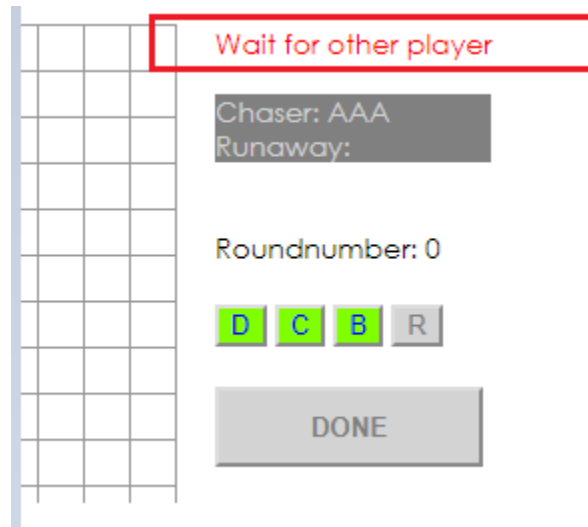 Wait for other player
Chaser: AAA
Runaway:
Roundnumber: 0
D C B R
DONE